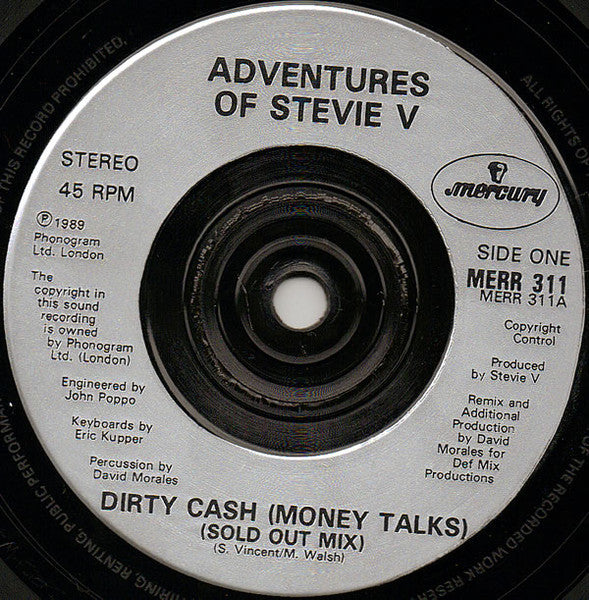 ADVENTURES
OF STEVIE V
STEREO
45 RPM
Ⓟ 1989
Phonogram
Ltd. London
The
copyright in
this sound
recording
is owned
by Phonogram
Ltd. (London)
Engineered by
John Poppo
Keyboards by
Eric Kupper
Percussion by
David Morales
mercury
SIDE ONE
MERR 311
MERR 311A
Copyright
Control
Produced
by Stevie V
Remix and
Additional
Production
by David
Morales for
Def Mix
Productions
DIRTY CASH (MONEY TALKS)
(SOLD OUT MIX)
(S. Vincent/M. Walsh)
ALL RIGHTS OF
OF THE RECORDED WORK RESE
HIRING RENTING PUBLIC PERFORMA
OF THIS RECORD PROHIBITED.